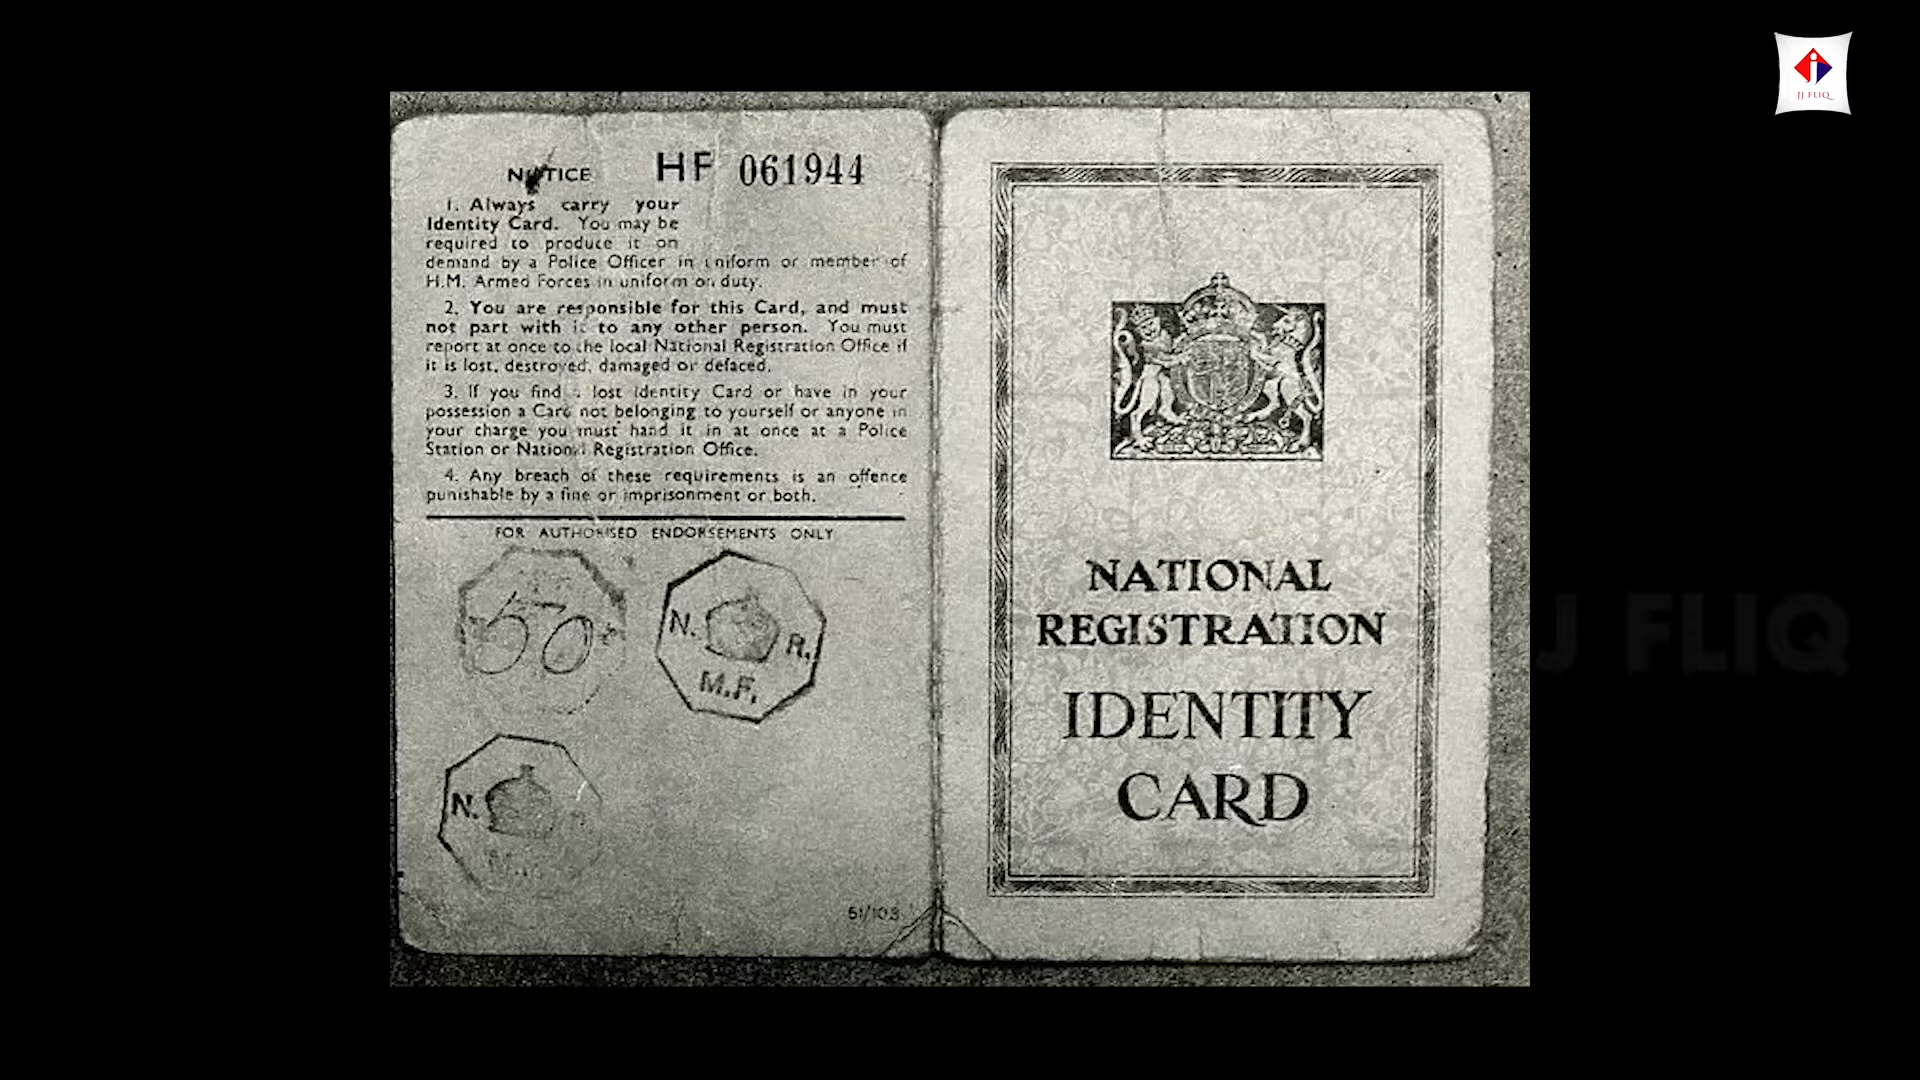 JJ FLIQ
NOTICE HF 061944
1. Always carry your
Identity Card. You may be
required to produce it on
demand by a Police Officer in uniform or member of
H.M. Armed Forces in uniform on duty.
2. You are responsible for this Card, and must
not part with it to any other person. You must
report at once to the local National Registration Office if
it is lost, destroyed, damaged or defaced.
3. If you find a lost Identity Card or have in your
possession a Card not belonging to yourself or anyone in
your charge you must hand it in at once at a Police
Station or National Registration Office.
4. Any breach of these requirements is an offence
punishable by a fine or imprisonment or both.
FOR AUTHORISED ENDORSEMENTS ONLY
N. R.
M.F.
N.
NATIONAL
REGISTRATION
IDENTITY
CARD
J FLIQ